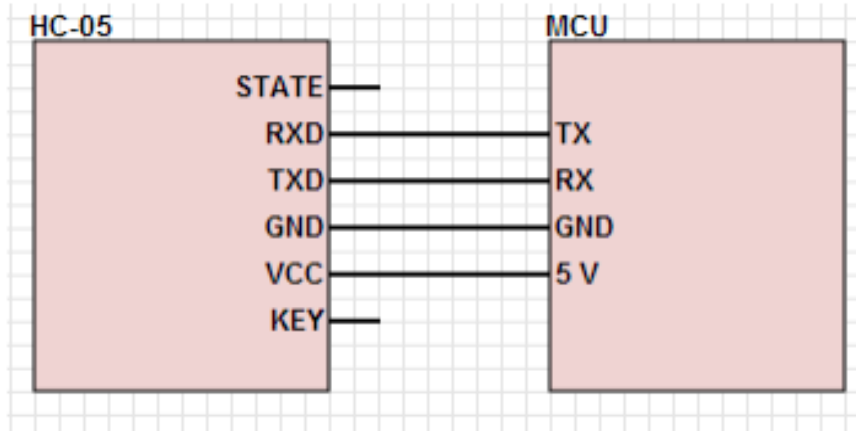 HC-05 MCU
STATE
RXD TX
TXD RX
GND GND
VCC 5 V
KEY